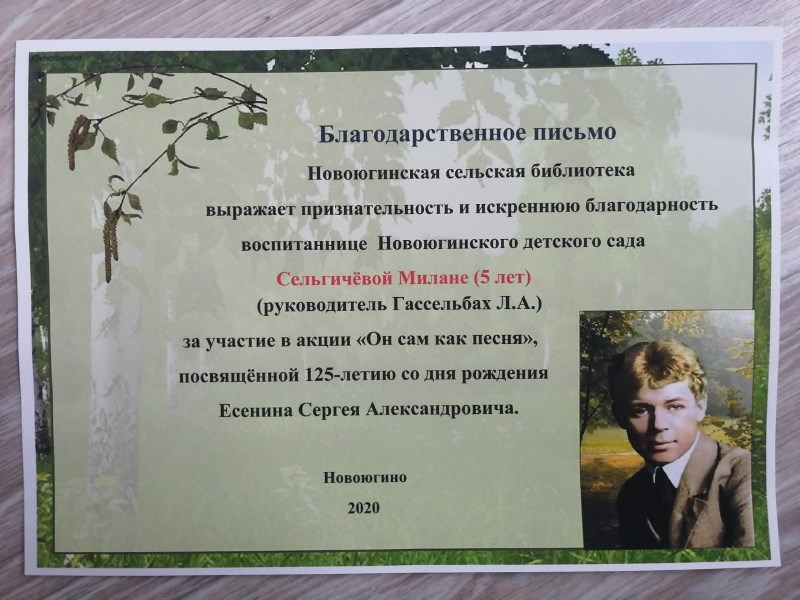 Благодарственное письмо
Новоюгинская сельская библиотека
выражает признательность и искреннюю благодарность
воспитаннице Новоюгинского детского сада
Сельгичёвой Милане (5 лет)
(руководитель Гассельбах Л.А.)
за участие в акции «Он сам как песня»,
посвящённой 125-летию со дня рождения
Есенина Сергея Александровича.
Новоюгино
2020